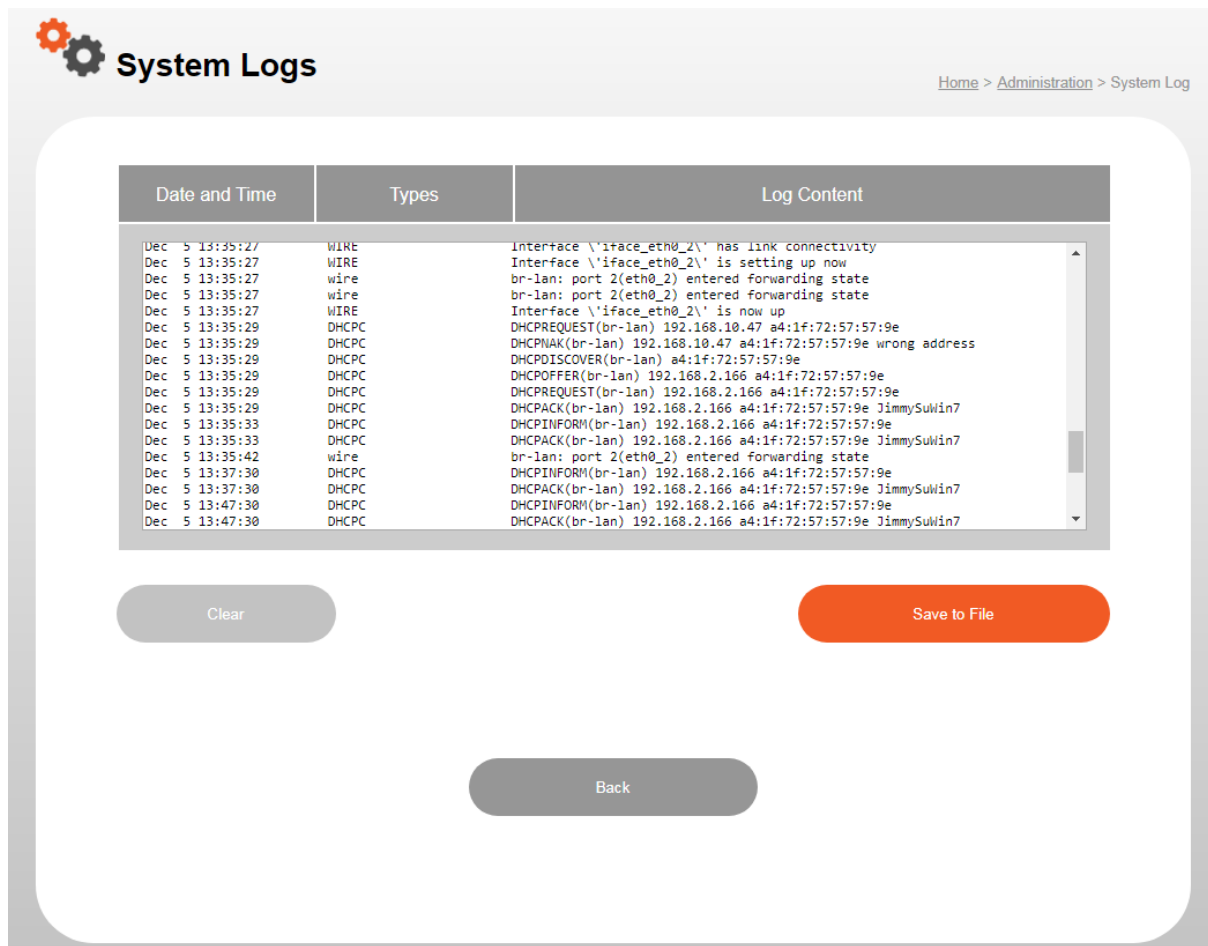 System Logs
Home > Administration > System Log
Date and Time Types Log Content
Dec 5 13:35:27 WIRE Interface \'iface_eth0_2\' has link connectivity
Dec 5 13:35:27 WIRE Interface \'iface_eth0_2\' is setting up now
Dec 5 13:35:27 wire br-lan: port 2(eth0_2) entered forwarding state
Dec 5 13:35:27 wire br-lan: port 2(eth0_2) entered forwarding state
Dec 5 13:35:27 WIRE Interface \'iface_eth0_2\' is now up
Dec 5 13:35:29 DHCPC DHCPREQUEST(br-lan) 192.168.10.47 a4:1f:72:57:57:9e
Dec 5 13:35:29 DHCPC DHCPNAK(br-lan) 192.168.10.47 a4:1f:72:57:57:9e wrong address
Dec 5 13:35:29 DHCPC DHCPDISCOVER(br-lan) a4:1f:72:57:57:9e
Dec 5 13:35:29 DHCPC DHCPOFFER(br-lan) 192.168.2.166 a4:1f:72:57:57:9e
Dec 5 13:35:29 DHCPC DHCPREQUEST(br-lan) 192.168.2.166 a4:1f:72:57:57:9e
Dec 5 13:35:29 DHCPC DHCPACK(br-lan) 192.168.2.166 a4:1f:72:57:57:9e JimmySuWin7
Dec 5 13:35:33 DHCPC DHCPINFORM(br-lan) 192.168.2.166 a4:1f:72:57:57:9e
Dec 5 13:35:33 DHCPC DHCPACK(br-lan) 192.168.2.166 a4:1f:72:57:57:9e JimmySuWin7
Dec 5 13:35:42 wire br-lan: port 2(eth0_2) entered forwarding state
Dec 5 13:37:30 DHCPC DHCPINFORM(br-lan) 192.168.2.166 a4:1f:72:57:57:9e
Dec 5 13:37:30 DHCPC DHCPACK(br-lan) 192.168.2.166 a4:1f:72:57:57:9e JimmySuWin7
Dec 5 13:47:30 DHCPC DHCPINFORM(br-lan) 192.168.2.166 a4:1f:72:57:57:9e
Dec 5 13:47:30 DHCPC DHCPACK(br-lan) 192.168.2.166 a4:1f:72:57:57:9e JimmySuWin7
Clear Save to File
Back